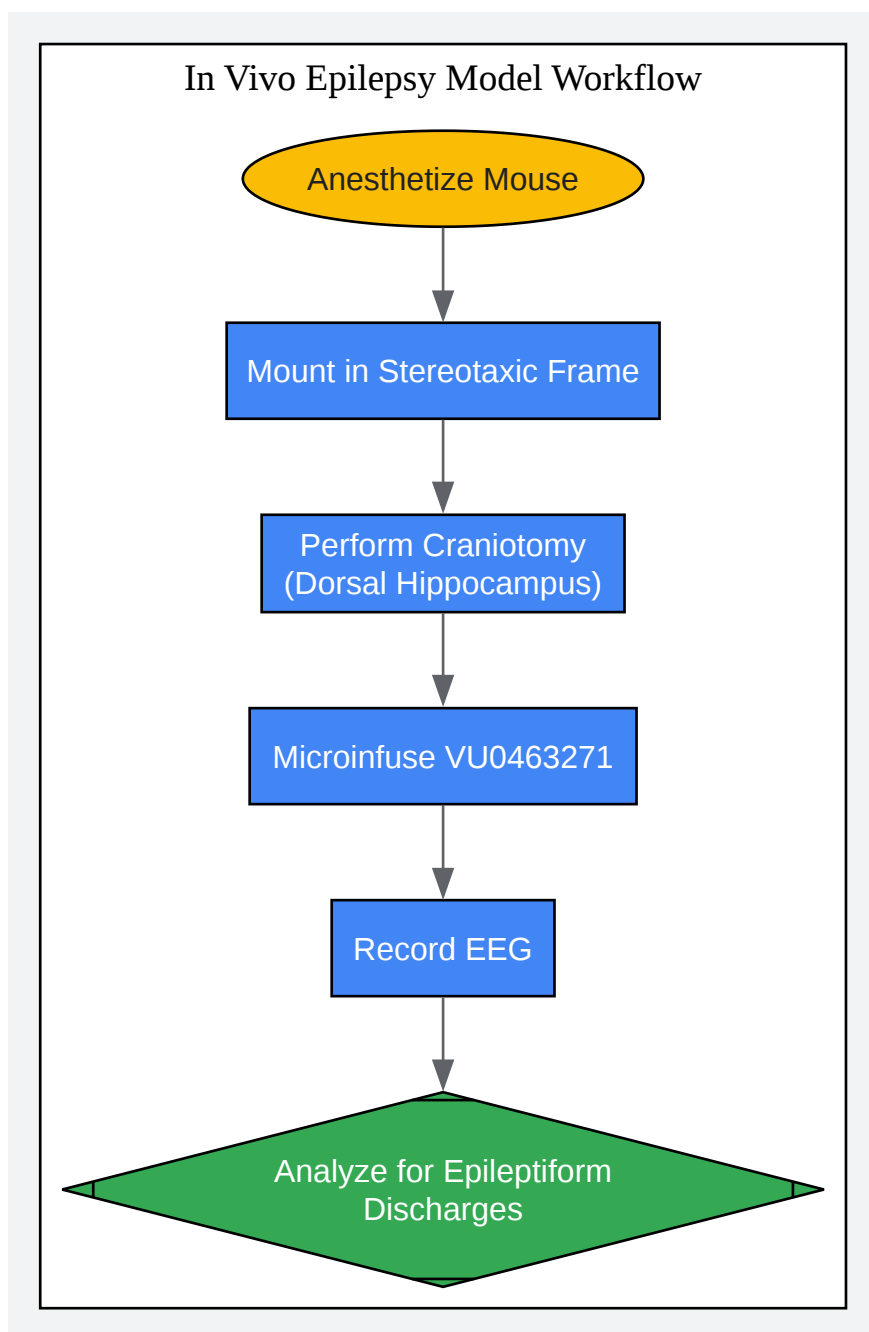 In Vivo Epilepsy Model Workflow
Anesthetize Mouse
Mount in Stereotaxic Frame
Perform Craniotomy
(Dorsal Hippocampus)
Microinfuse VU0463271
Record EEG
Analyze for Epileptiform
Discharges